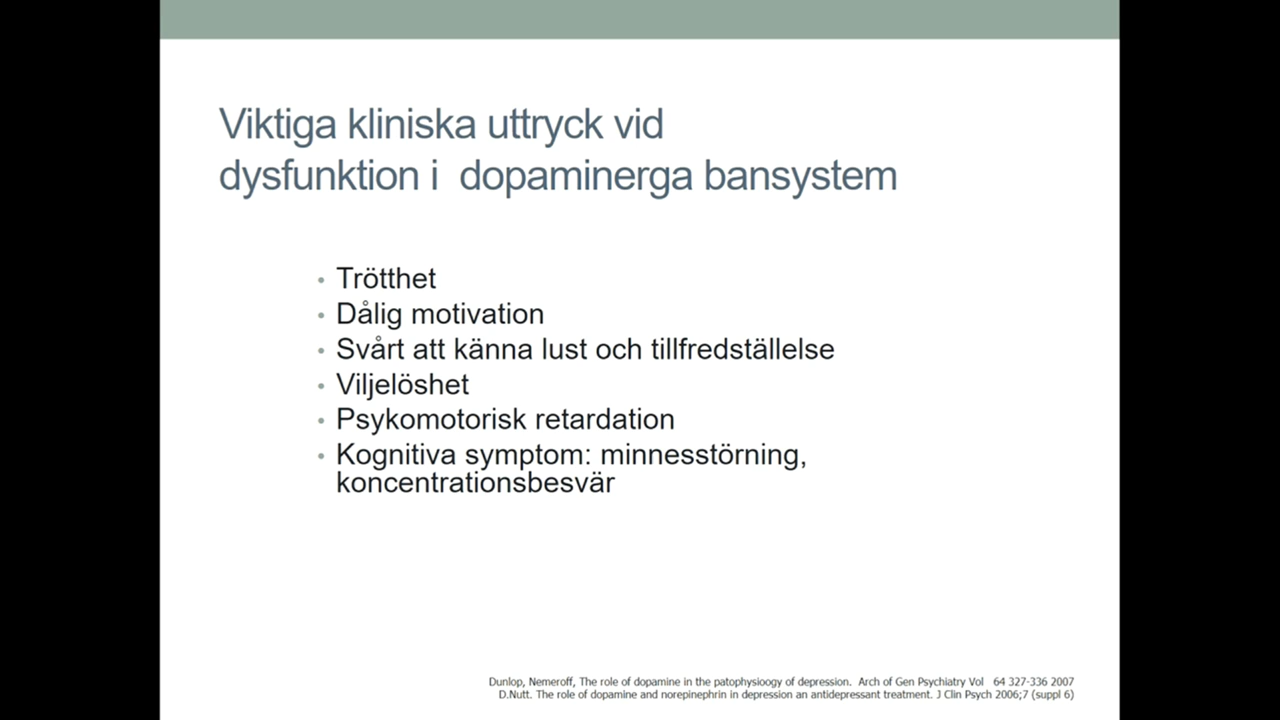 Viktiga kliniska uttryck vid
dysfunktion i  dopaminerga bansystem
• Trötthet
• Dålig motivation
• Svårt att känna lust och tillfredställelse
• Viljelöshet
• Psykomotorisk retardation
• Kognitiva symptom: minnesstörning,
koncentrationsbesvär
Dunlop, Nemeroff, The role of dopamine in the patophysioogy of depression.  Arch of Gen Psychiatry Vol   64 327-336 2007
D.Nutt. The role of dopamine and norepinephrin in depression an antidepressant treatment. J Clin Psych 2006;7 (suppl 6)